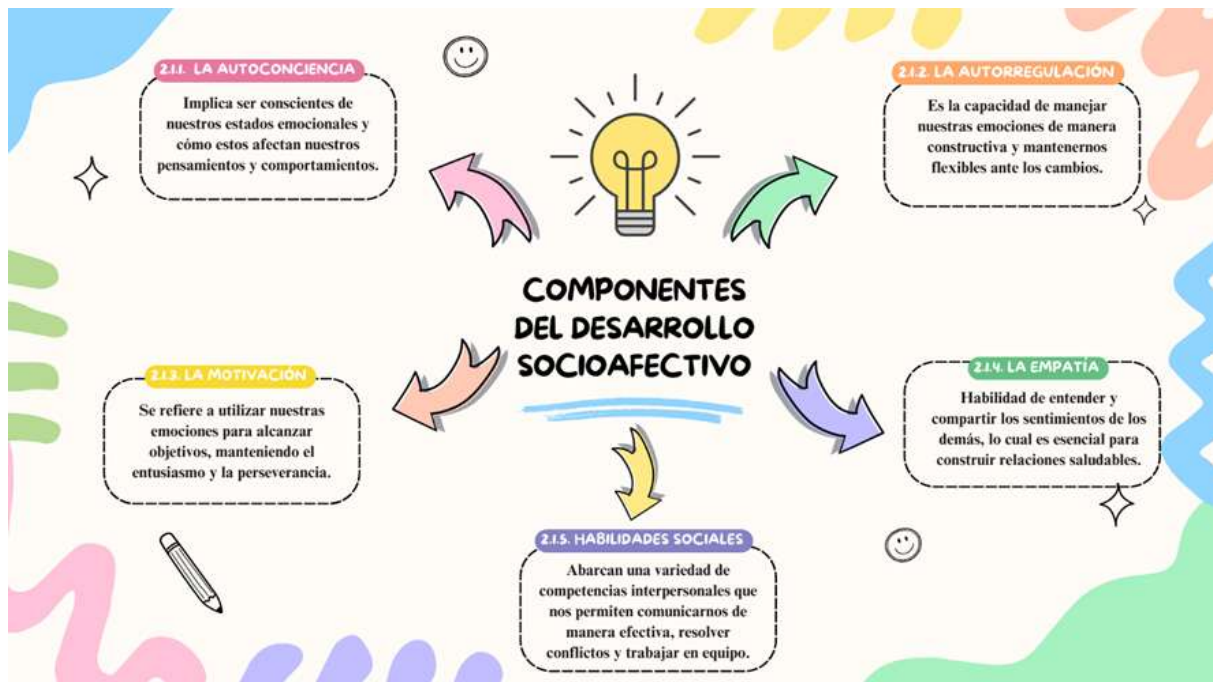 2.1.1. LA AUTOCONCIENCIA
Implica ser conscientes de
nuestros estados emocionales y
cómo estos afectan nuestros
pensamientos y comportamientos.
2.1.2. LA AUTORREGULACIÓN
Es la capacidad de manejar
nuestras emociones de manera
constructiva y mantenernos
flexibles ante los cambios.
COMPONENTES
DEL DESARROLLO
SOCIOAFECTIVO
2.1.3. LA MOTIVACIÓN
Se refiere a utilizar nuestras
emociones para alcanzar
objetivos, manteniendo el
entusiasmo y la perseverancia.
2.1.4. LA EMPATÍA
Habilidad de entender y
compartir los sentimientos de los
demás, lo cual es esencial para
construir relaciones saludables.
2.1.5. HABILIDADES SOCIALES
Abarcan una variedad de
competencias interpersonales que
nos permiten comunicarnos de
manera efectiva, resolver
conflictos y trabajar en equipo.